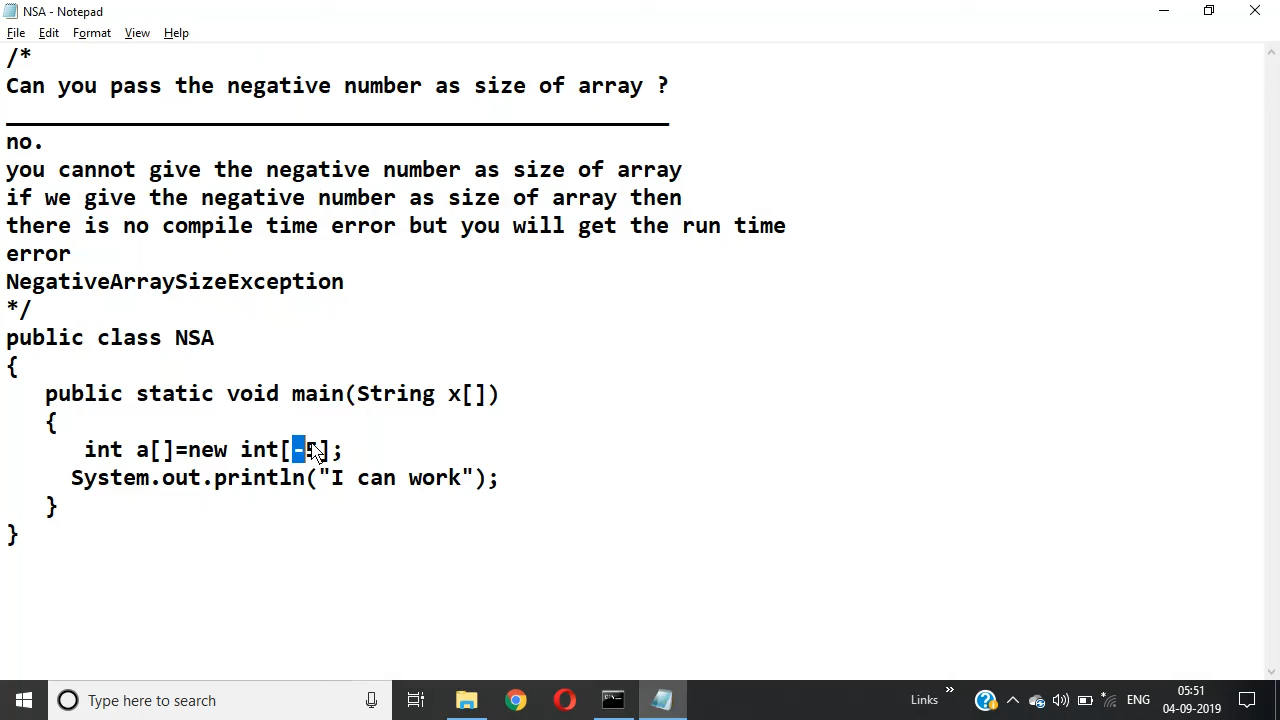 NSA - Notepad
File Edit Format View Help
/*
Can you pass the negative number as size of array ?
no.
you cannot give the negative number as size of array
if we give the negative number as size of array then
there is no compile time error but you will get the run time
error
NegativeArraySizeException
*/
public class NSA
{
public static void main(String x[])
{
int a[]=new int[-5];
System.out.println("I can work");
}
}
Type here to search
Links »
ENG
05:51
04-09-2019